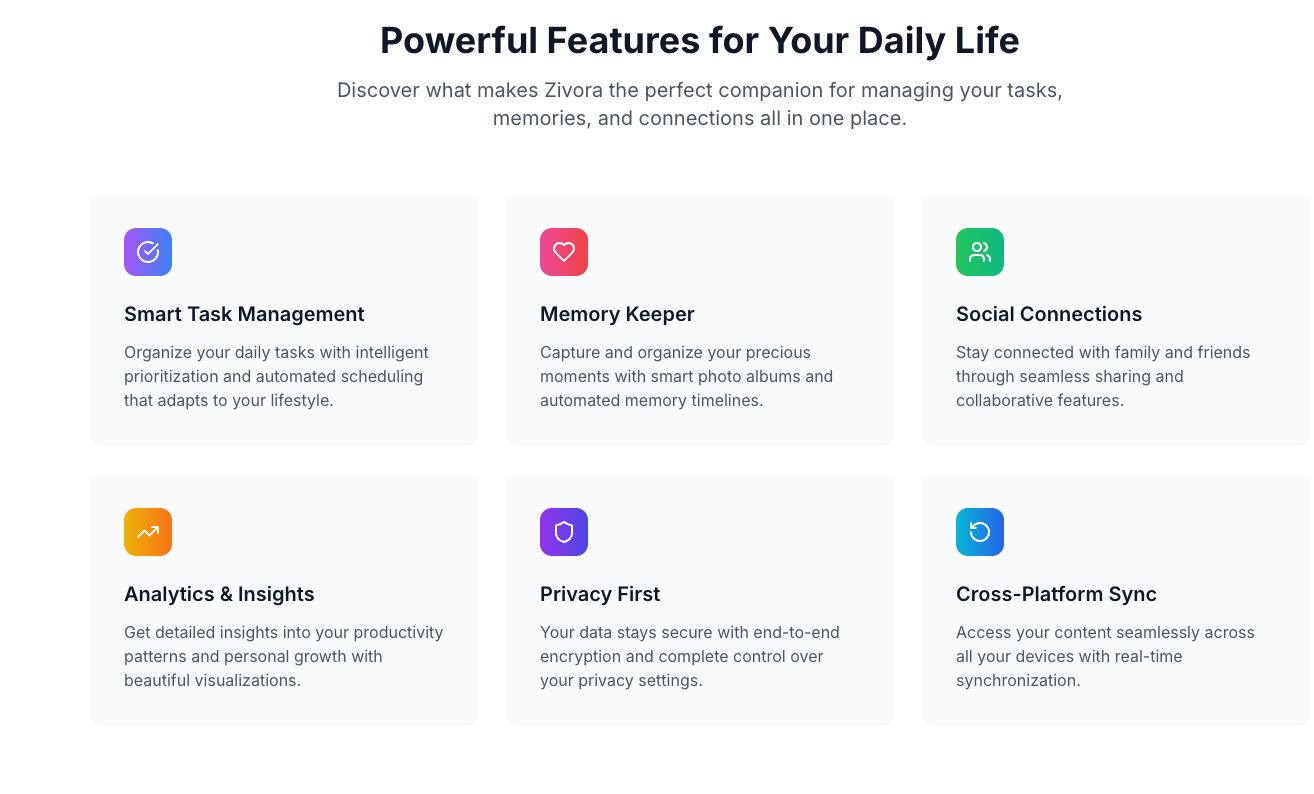 Powerful Features for Your Daily Life
Discover what makes Zivora the perfect companion for managing your tasks,
memories, and connections all in one place.
Smart Task Management
Organize your daily tasks with intelligent
prioritization and automated scheduling
that adapts to your lifestyle.
Memory Keeper
Capture and organize your precious
moments with smart photo albums and
automated memory timelines.
Social Connections
Stay connected with family and friends
through seamless sharing and
collaborative features.
Analytics & Insights
Get detailed insights into your productivity
patterns and personal growth with
beautiful visualizations.
Privacy First
Your data stays secure with end-to-end
encryption and complete control over
your privacy settings.
Cross-Platform Sync
Access your content seamlessly across
all your devices with real-time
synchronization.